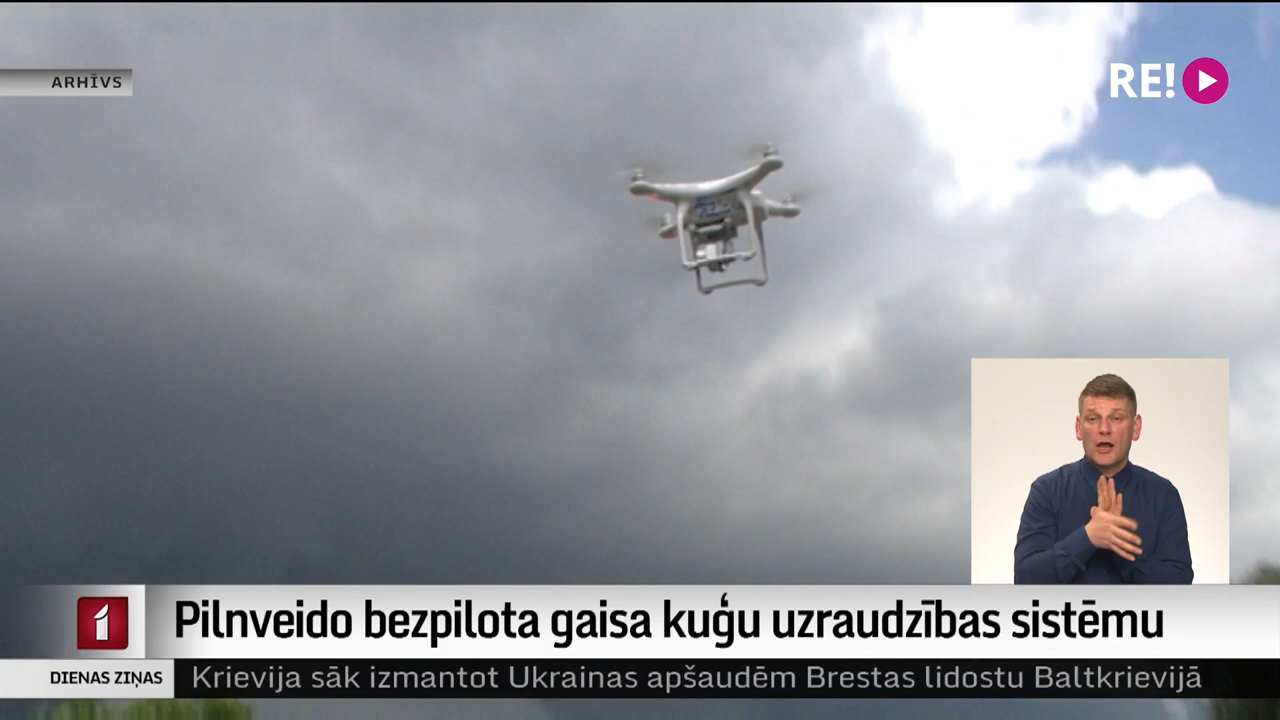 ARHĪVS
RE!
1
Pilnveido bezpilota gaisa kuģu uzraudzības sistēmu
DIENAS ZIŅAS
Krievija sāk izmantot Ukrainas apšaudēm Brestas lidostu Baltkrievijā